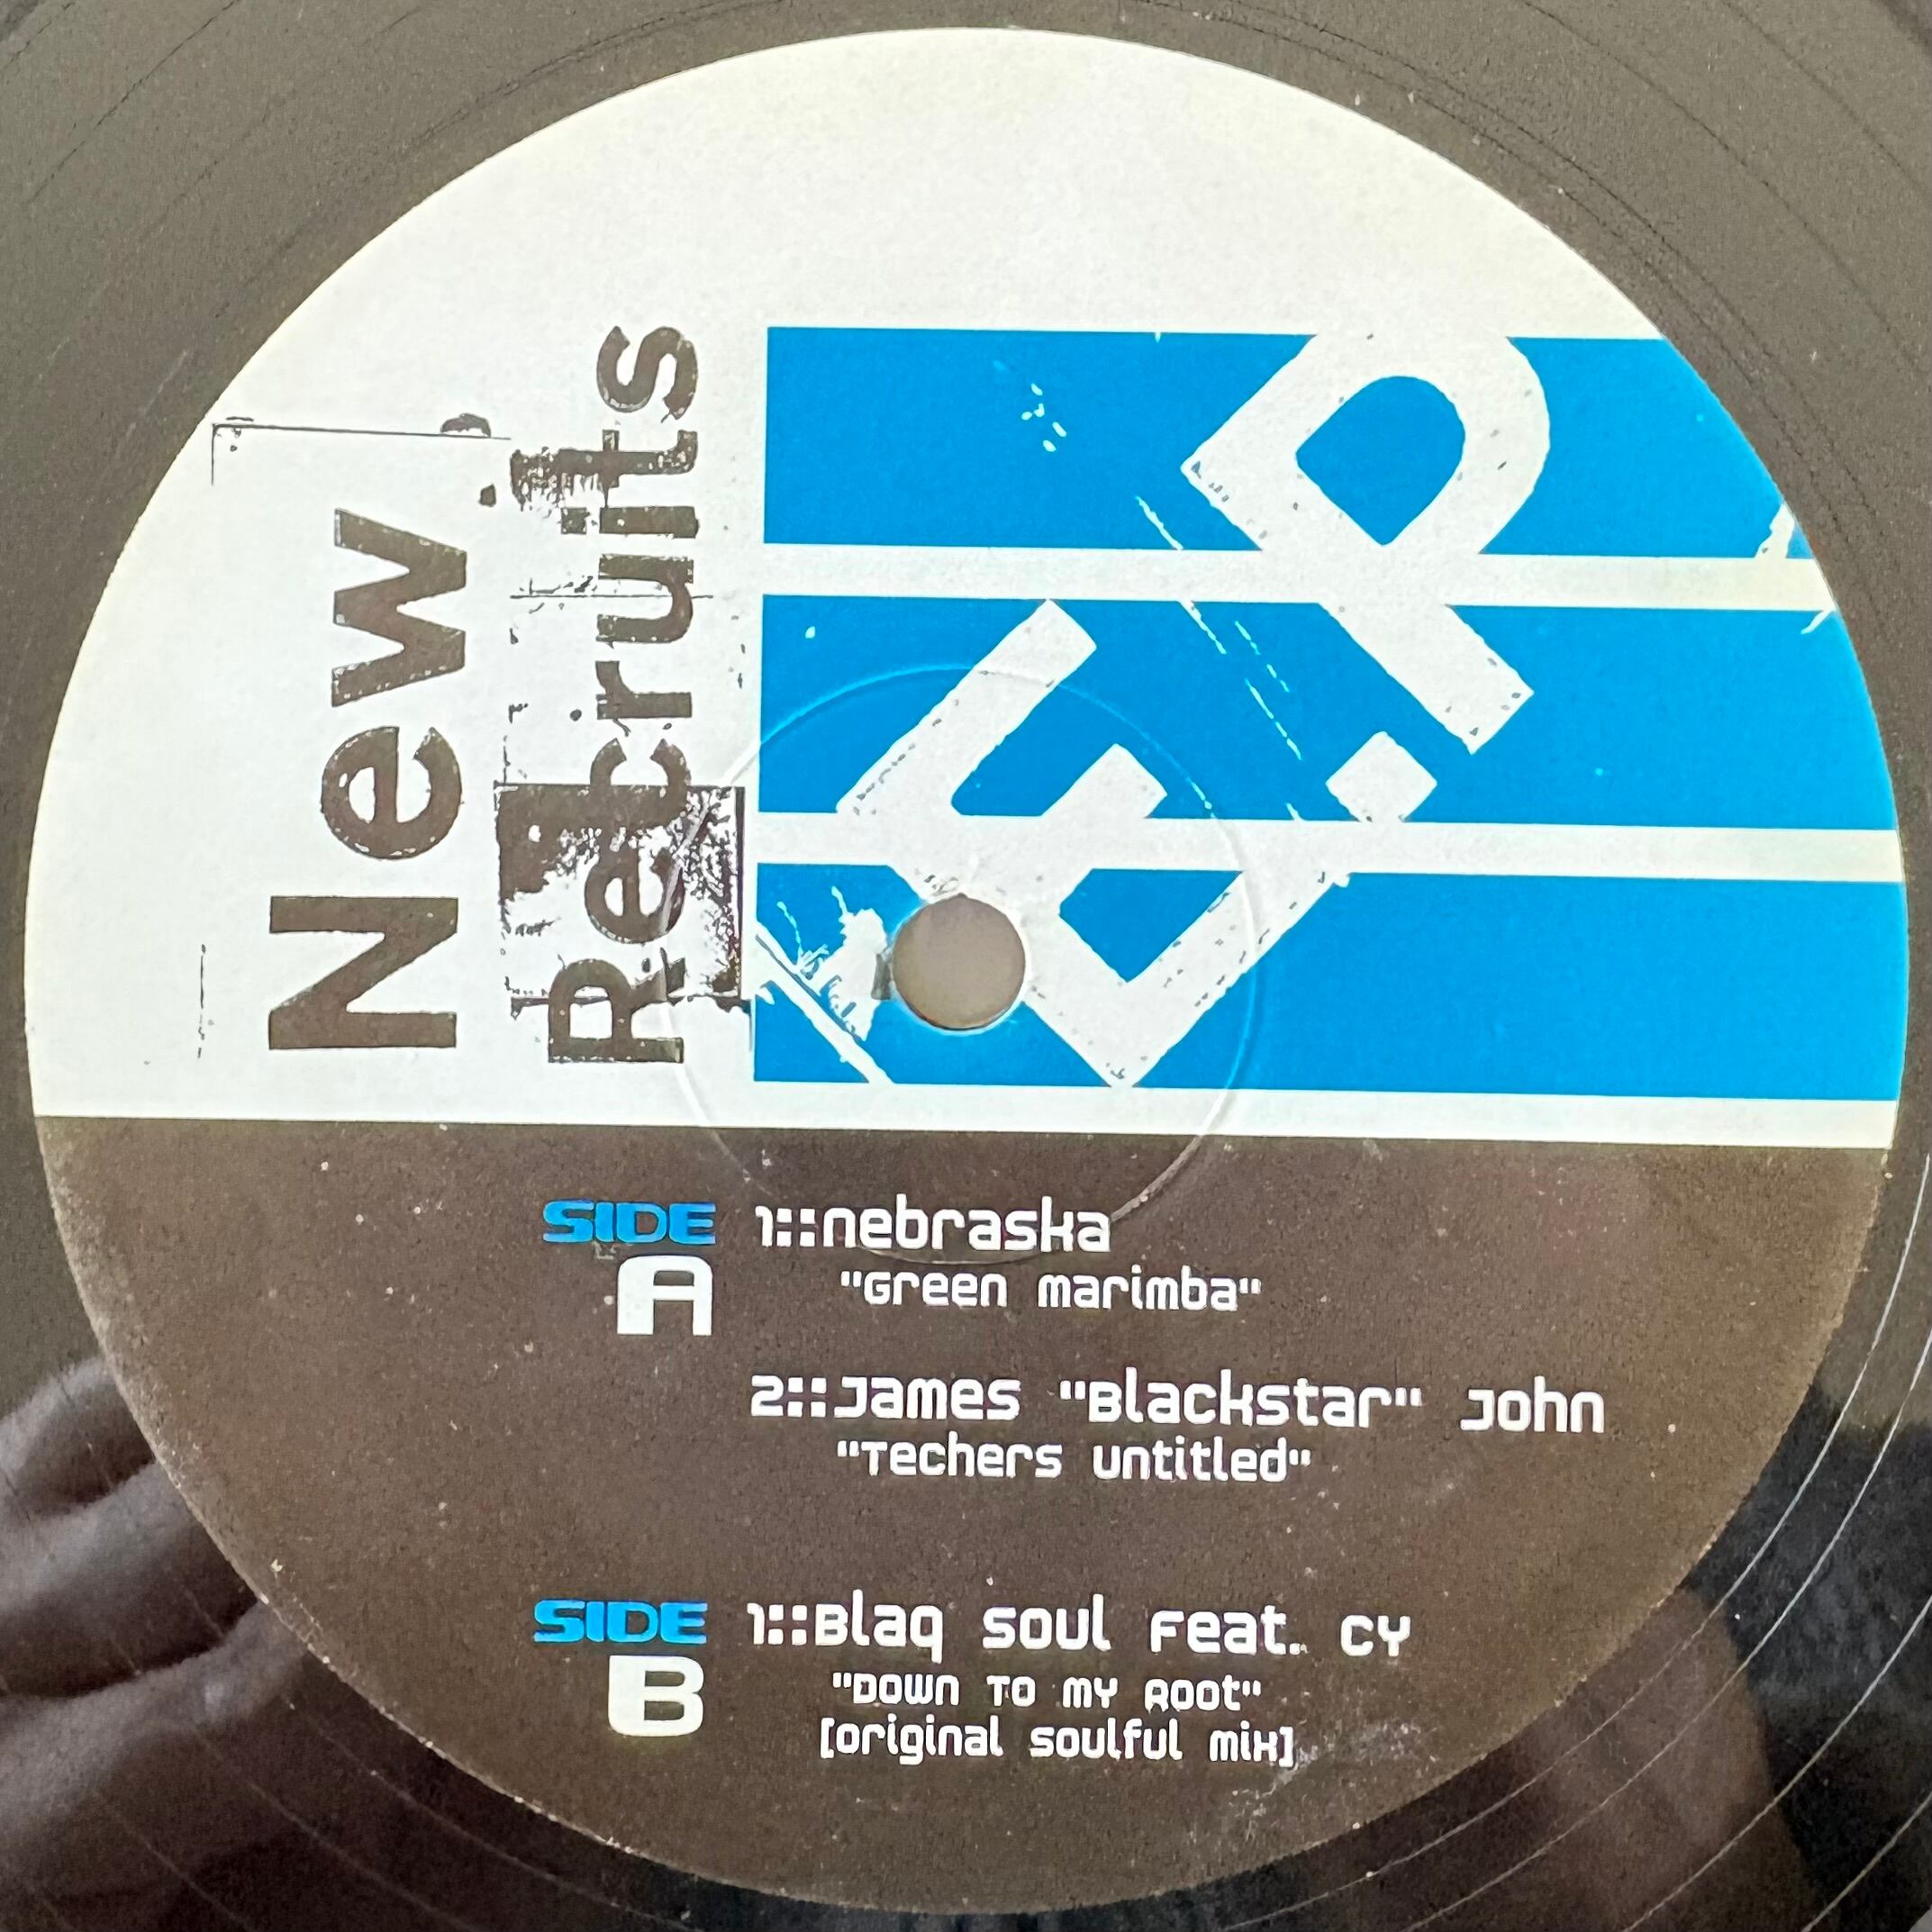 New
Recruits
E.P
SIDE A
1::Nebraska
"Green Marimba"
2::James "Blackstar" John
"Techers Untitled"
SIDE B
1::Blaq Soul Feat. CY
"Down To My Root"
[original soulful mix]